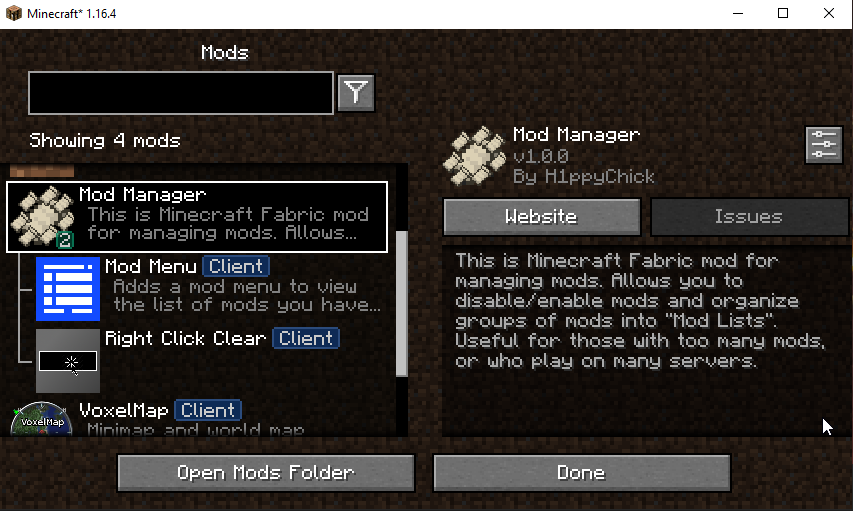 Minecraft* 1.16.4
Mods
Showing 4 mods
Mod Manager
This is Minecraft Fabric mod
for managing mods. Allows...
2
Mod Menu Client
Adds a mod menu to view
the list of mods you have...
Right Click Clear Client
VoxelMap Client
VoxelMap
Minimap and world map
Mod Manager
v1.0.0
By H1ppyChick
Website
Issues
This is Minecraft Fabric mod for
managing mods. Allows you to
disable/enable mods and organize
groups of mods into "Mod Lists".
Useful for those with too many mods,
or who play on many servers.
Open Mods Folder
Done